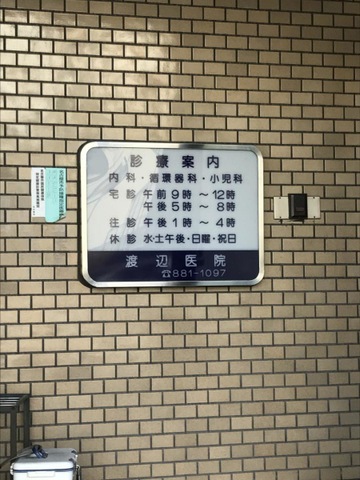 診療案内
内科・循環器科・小児科
宅診 午前9時〜12時
午後5時〜8時
往診 午後1時〜4時
休診 水土午後・日曜・祝日
渡辺医院
☎881-1097